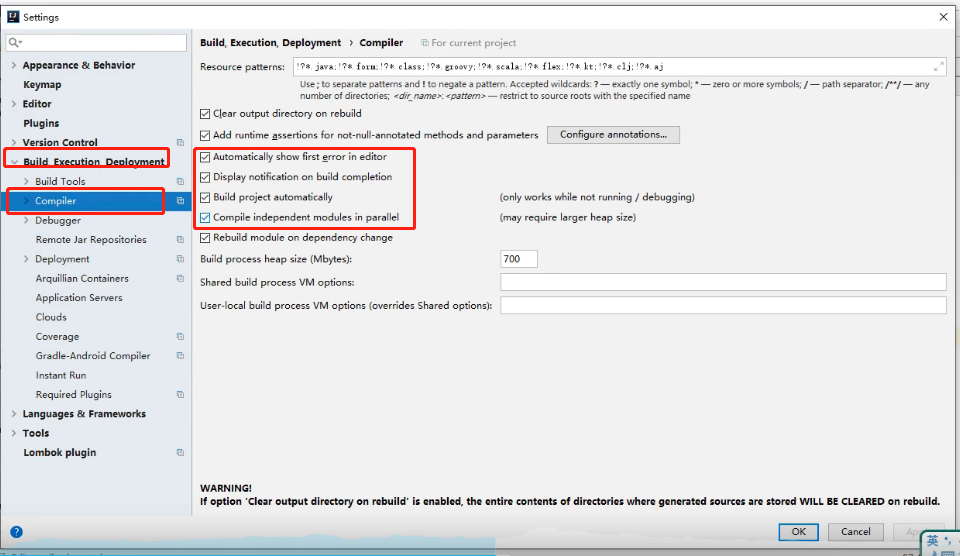 Settings
Build, Execution, Deployment › Compiler
For current project
Appearance & Behavior
Keymap
Editor
Plugins
Version Control
Build, Execution, Deployment
Build Tools
Compiler
Debugger
Remote Jar Repositories
Deployment
Arquillian Containers
Application Servers
Clouds
Coverage
Gradle-Android Compiler
Instant Run
Required Plugins
Languages & Frameworks
Tools
Lombok plugin
Resource patterns: !?*.java;!?*.form;!?*.class;!?*.groovy;!?*.scala;!?*.flex;!?*.kt;!?*.clj;!?*.aj
Use ; to separate patterns and ! to negate a pattern. Accepted wildcards: ? — exactly one symbol; * — zero or more symbols; / — path separator; /**/ — any
number of directories; <dir_name>:<pattern> — restrict to source roots with the specified name
Clear output directory on rebuild
Add runtime assertions for not-null-annotated methods and parameters Configure annotations...
Automatically show first error in editor
Display notification on build completion
Build project automatically (only works while not running / debugging)
Compile independent modules in parallel (may require larger heap size)
Rebuild module on dependency change
Build process heap size (Mbytes): 700
Shared build process VM options:
User-local build process VM options (overrides Shared options):
WARNING!
If option 'Clear output directory on rebuild' is enabled, the entire contents of directories where generated sources are stored WILL BE CLEARED on rebuild.
?
OK Cancel
英